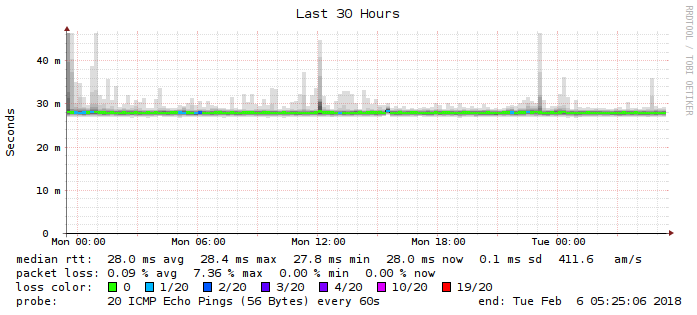 Last 30 Hours
RRDTOOL / TOBI OETIKER
Seconds
40 m
30 m
20 m
10 m
0
Mon 00:00 Mon 06:00 Mon 12:00 Mon 18:00 Tue 00:00
median rtt: 28.0 ms avg 28.4 ms max 27.8 ms min 28.0 ms now 0.1 ms sd 411.6 am/s
packet loss: 0.09 % avg 7.36 % max 0.00 % min 0.00 % now
loss color: 0 1/20 2/20 3/20 4/20 10/20 19/20
probe: 20 ICMP Echo Pings (56 Bytes) every 60s end: Tue Feb 6 05:25:06 2018